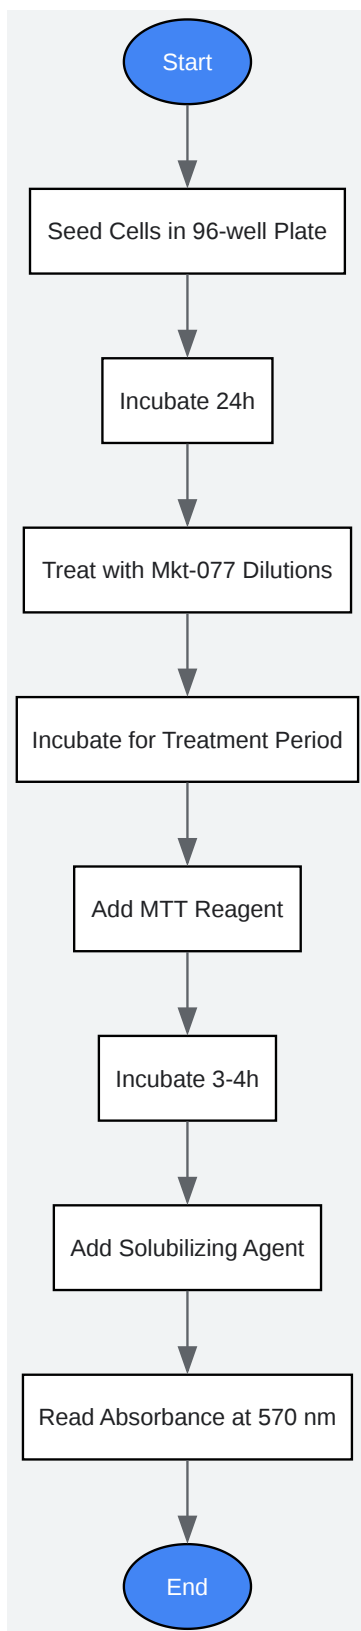 Start
Seed Cells in 96-well Plate
Incubate 24h
Treat with Mkt-077 Dilutions
Incubate for Treatment Period
Add MTT Reagent
Incubate 3-4h
Add Solubilizing Agent
Read Absorbance at 570 nm
End